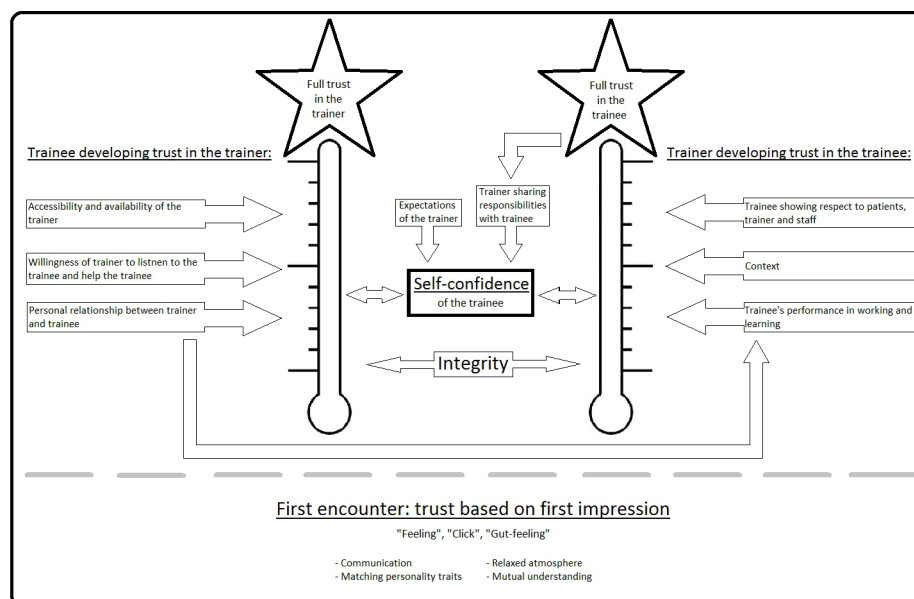 Full trust
in the
trainer
Full trust
in the
trainee
Trainee developing trust in the trainer:
Trainer developing trust in the trainee:
Accessibility and availability of the
trainer
Willingness of trainer to listnen to the
trainee and help the trainee
Personal relationship between trainer
and trainee
Expectations
of the trainer
Trainer sharing
responsibilities
with trainee
Self-confidence
of the trainee
Integrity
Trainee showing respect to patients,
trainer and staff
Context
Trainee's performance in working and
learning
First encounter: trust based on first impression
"Feeling", "Click", "Gut-feeling"
- Communication
- Matching personality traits
- Relaxed atmosphere
- Mutual understanding